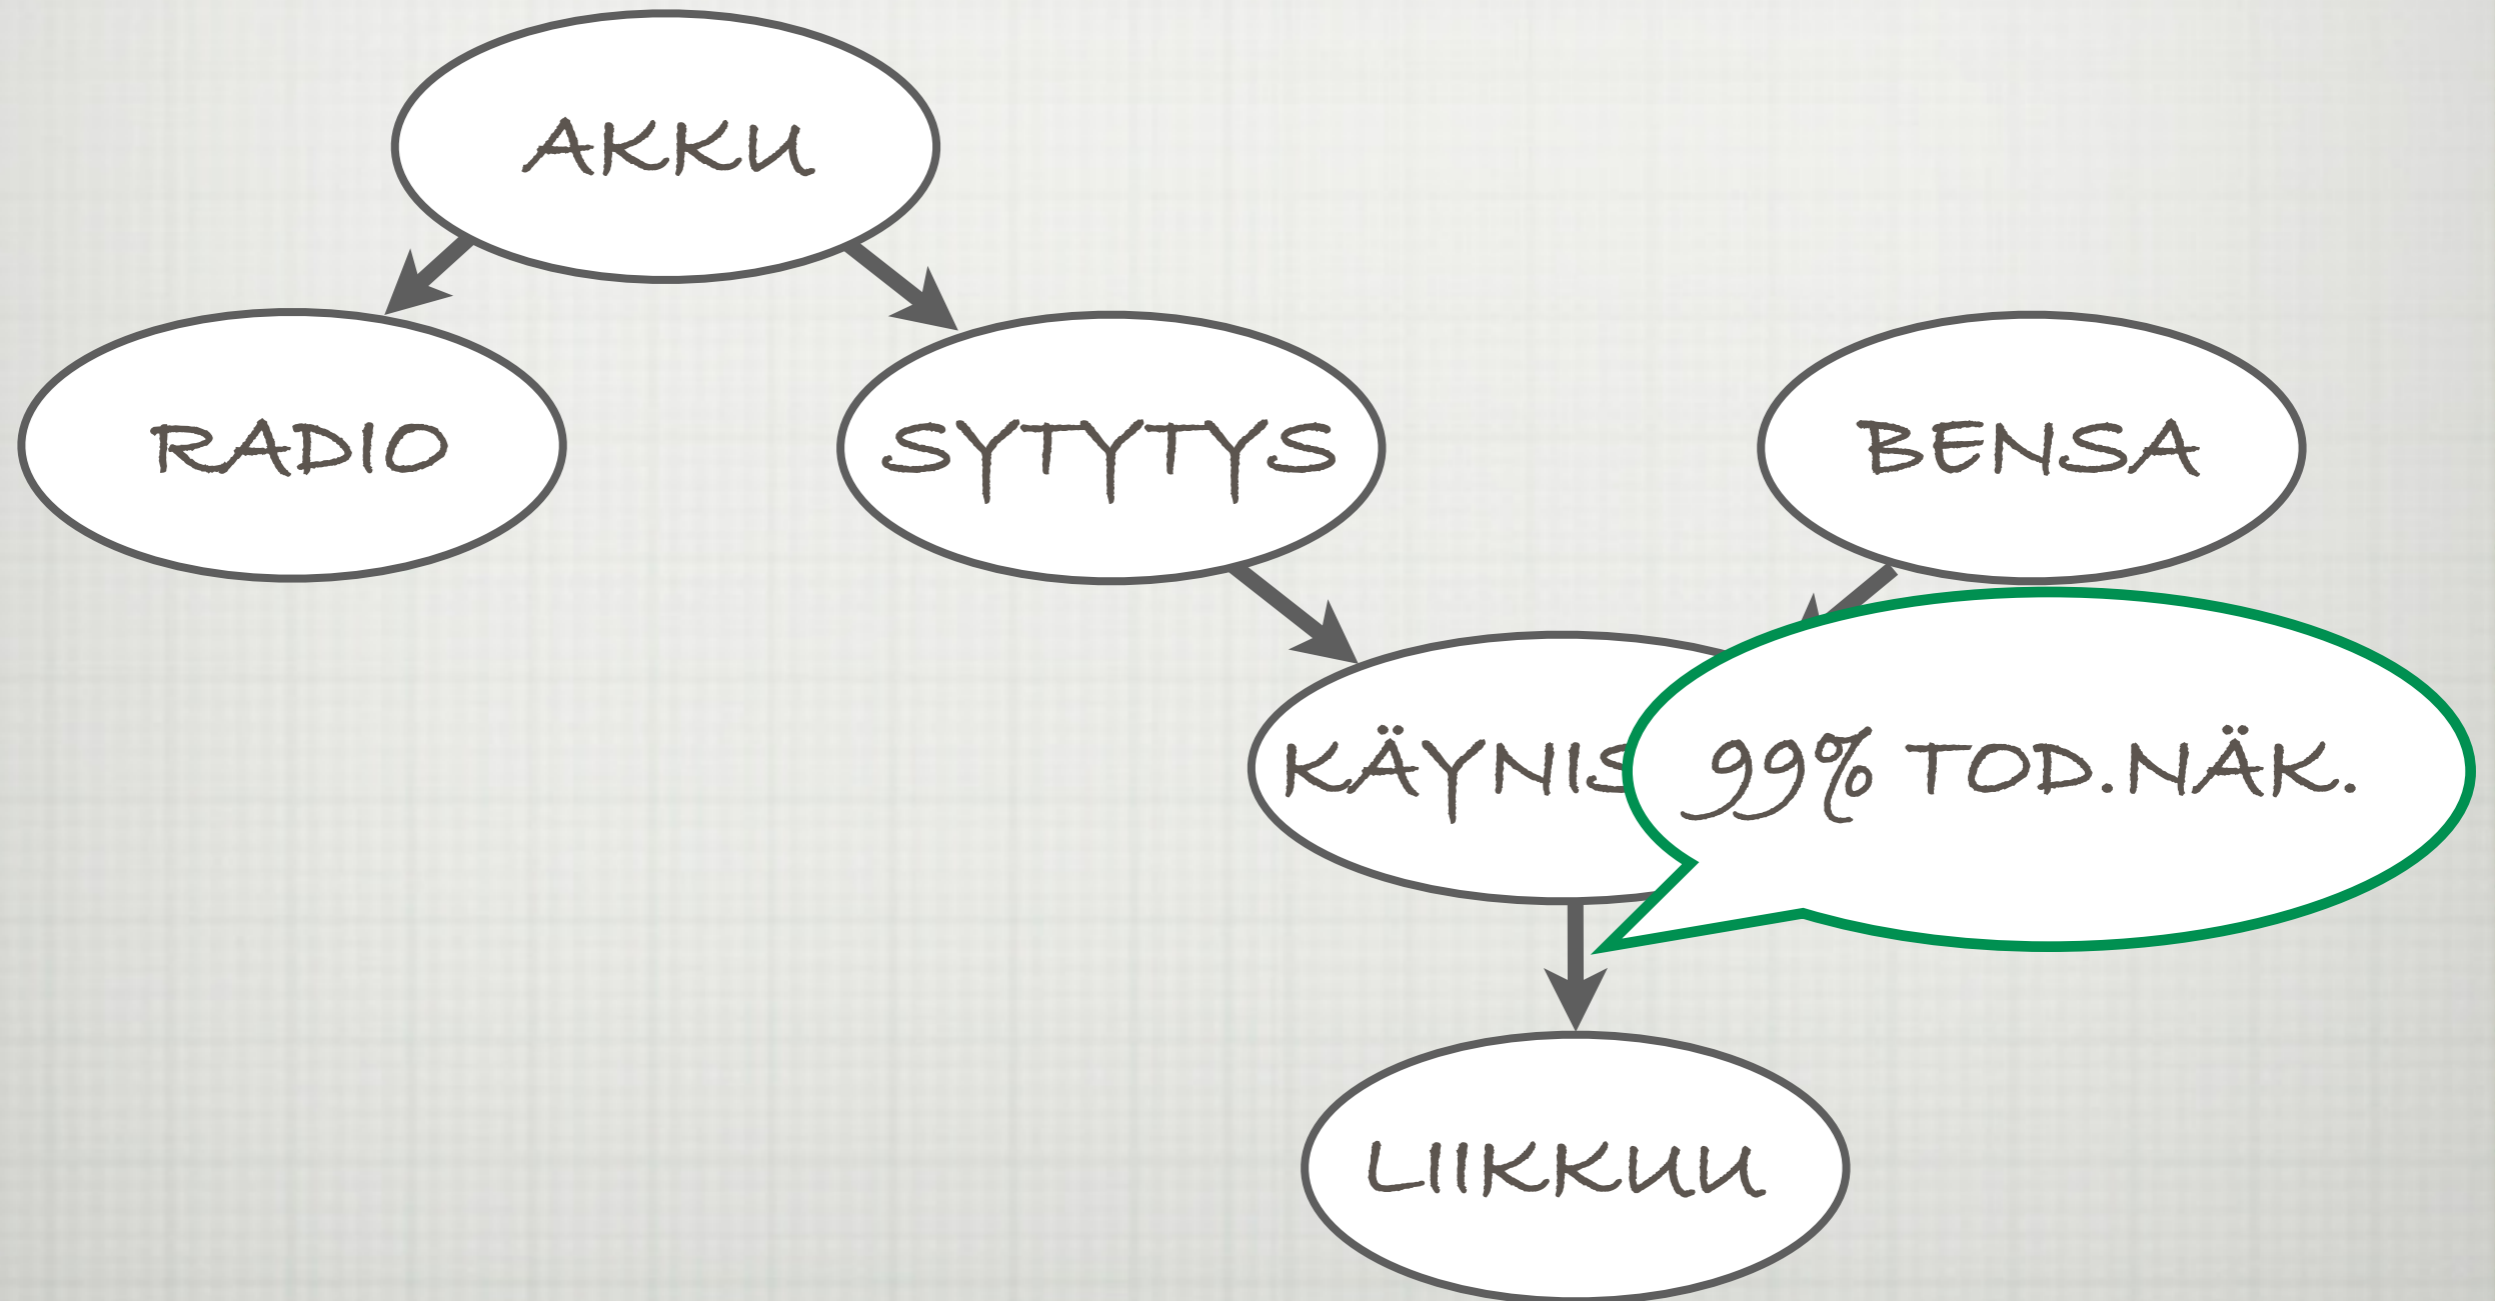 AKKU
RADIO
SYTYTYS
BENSA
KÄYNIS
99% TOD.NÄK.
LIIKKUU